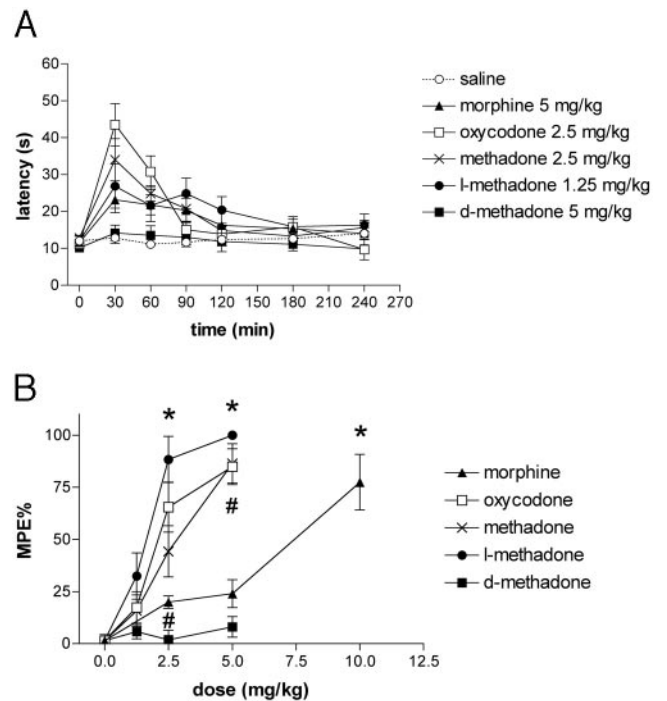 A
latency (s)
60
50
40
30
20
10
0
0 30 60 90 120 150 180 210 240 270
time (min)
saline
morphine 5 mg/kg
oxycodone 2.5 mg/kg
methadone 2.5 mg/kg
l-methadone 1.25 mg/kg
d-methadone 5 mg/kg
B
MPE%
100
75
50
25
0
* * *
#
#
0.0 2.5 5.0 7.5 10.0 12.5
dose (mg/kg)
morphine
oxycodone
methadone
l-methadone
d-methadone